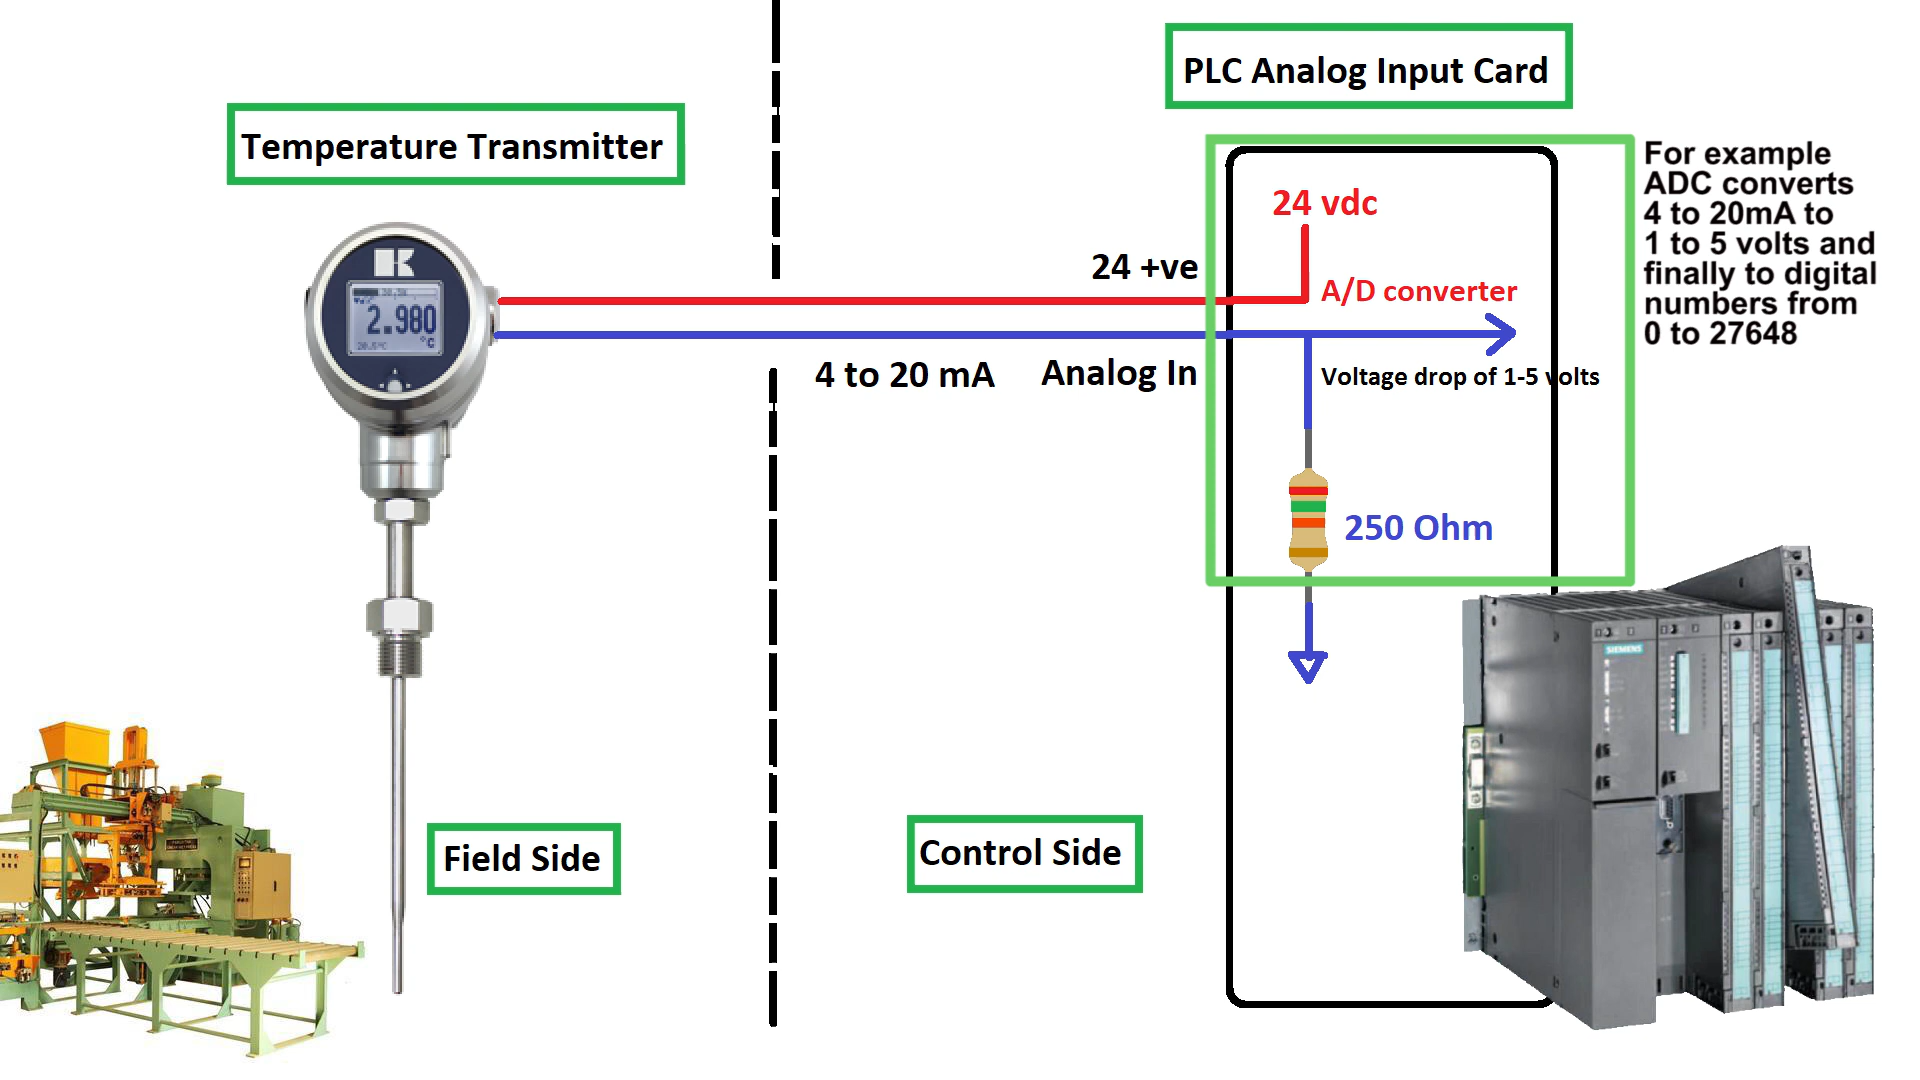 PLC Analog Input Card
Temperature Transmitter
For example
ADC converts
4 to 20mA to
1 to 5 volts and
finally to digital
numbers from
0 to 27648
24 vdc
24 +ve
A/D converter
2.980
°C
4 to 20 mA
Analog In
Voltage drop of 1-5 volts
250 Ohm
SIEMENS
Field Side
Control Side